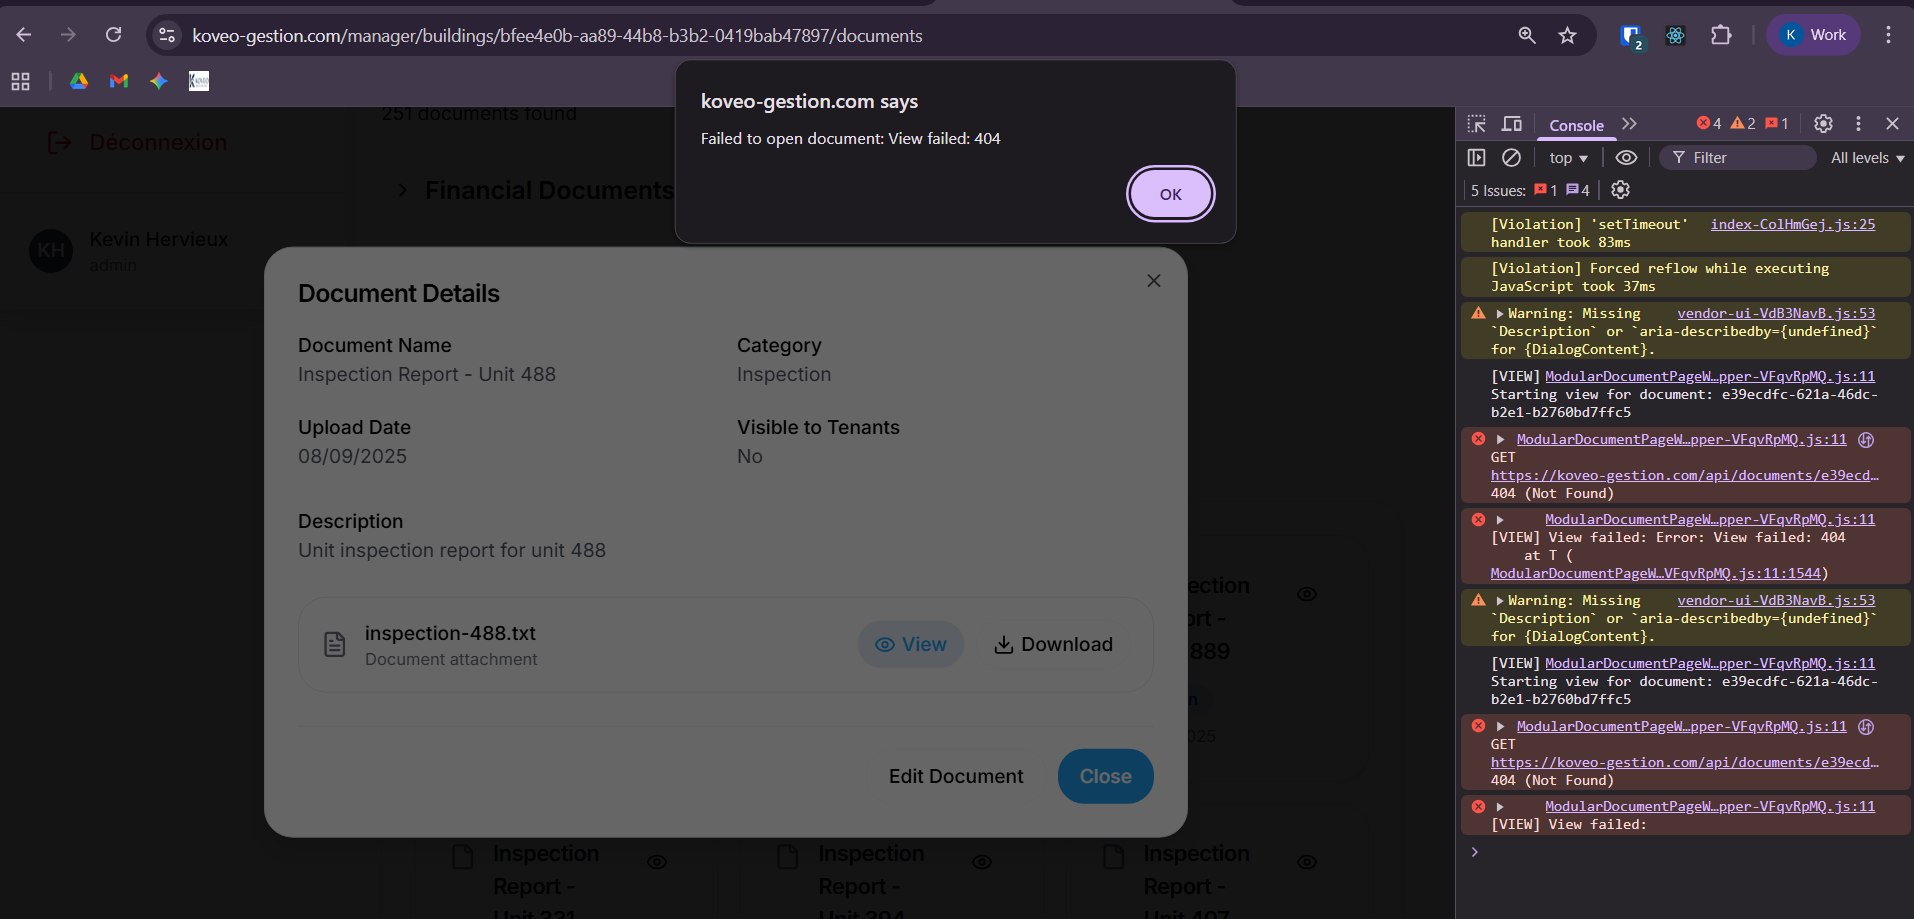 koveo-gestion.com/manager/buildings/bfee4e0b-aa89-44b8-b3b2-0419bab47897/documents
2
K Work
koveo-gestion.com says
Failed to open document: View failed: 404
OK
251 documents found
Déconnexion
Financial Documents
KH
Kevin Hervieux
admin
Document Details
Document Name
Inspection Report - Unit 488
Category
Inspection
Upload Date
08/09/2025
Visible to Tenants
No
Description
Unit inspection report for unit 488
inspection-488.txt
Document attachment
View
Download
Edit Document
Close
ection
ort -
889
n
025
Inspection
Report -
Unit 331
Inspection
Report -
Unit 394
Inspection
Report -
Unit 407
Console
4
2
1
top
Filter
All levels
5 Issues: 1 4
[Violation] 'setTimeout' index-ColHmGej.js:25
handler took 83ms
[Violation] Forced reflow while executing
JavaScript took 37ms
Warning: Missing vendor-ui-VdB3NavB.js:53
`Description` or `aria-describedby={undefined}`
for {DialogContent}.
[VIEW] ModularDocumentPageW…pper-VFqvRpMQ.js:11
Starting view for document: e39ecdfc-621a-46dc-
b2e1-b2760bd7ffc5
ModularDocumentPageW…pper-VFqvRpMQ.js:11
GET
https://koveo-gestion.com/api/documents/e39ecd…
404 (Not Found)
ModularDocumentPageW…pper-VFqvRpMQ.js:11
[VIEW] View failed: Error: View failed: 404
at T (
ModularDocumentPageW…VFqvRpMQ.js:11:1544)
Warning: Missing vendor-ui-VdB3NavB.js:53
`Description` or `aria-describedby={undefined}`
for {DialogContent}.
[VIEW] ModularDocumentPageW…pper-VFqvRpMQ.js:11
Starting view for document: e39ecdfc-621a-46dc-
b2e1-b2760bd7ffc5
ModularDocumentPageW…pper-VFqvRpMQ.js:11
GET
https://koveo-gestion.com/api/documents/e39ecd…
404 (Not Found)
ModularDocumentPageW…pper-VFqvRpMQ.js:11
[VIEW] View failed: